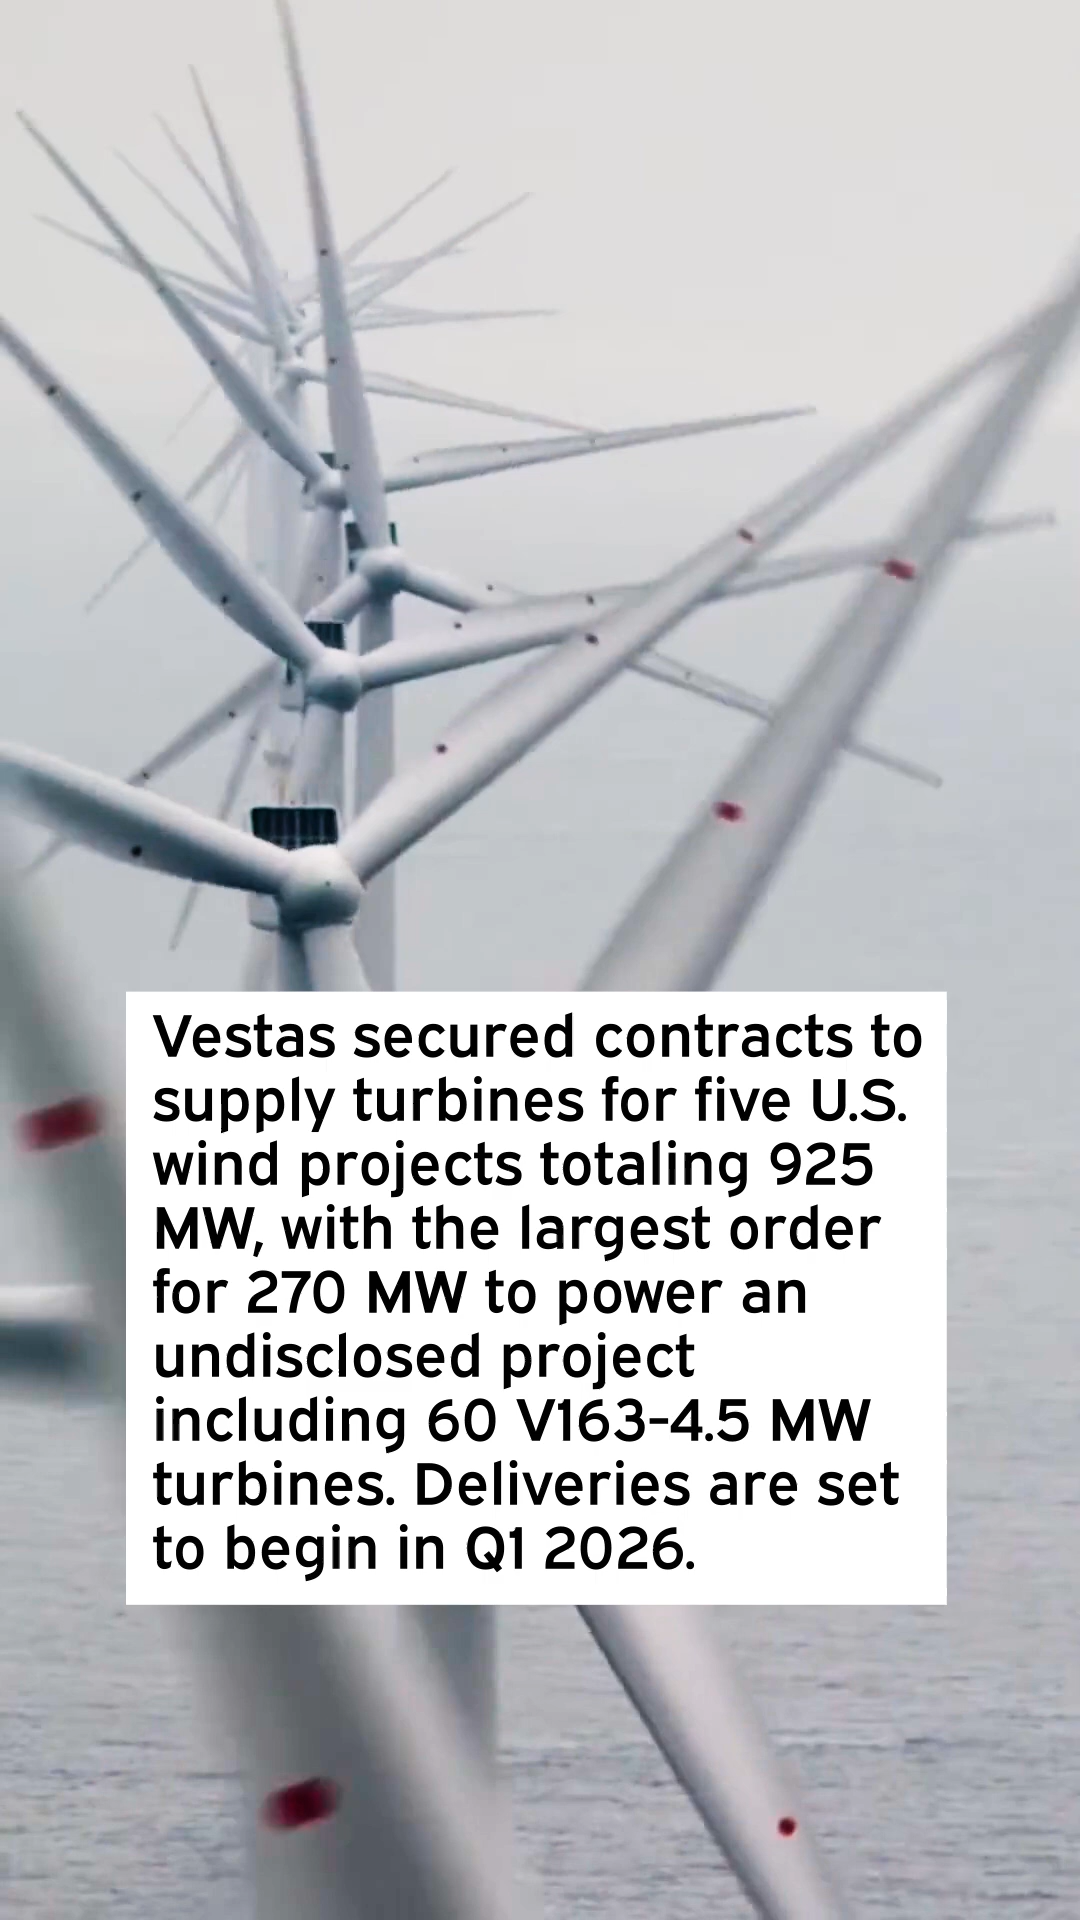 Vestas secured contracts to
supply turbines for five U.S.
wind projects totaling 925
MW, with the largest order
for 270 MW to power an
undisclosed project
including 60 V163-4.5 MW
turbines. Deliveries are set
to begin in Q1 2026.